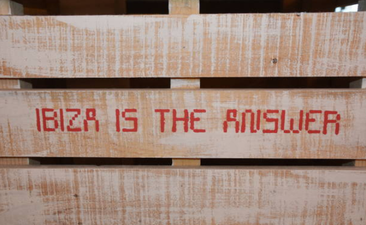 IBIZA IS THE ANSWER